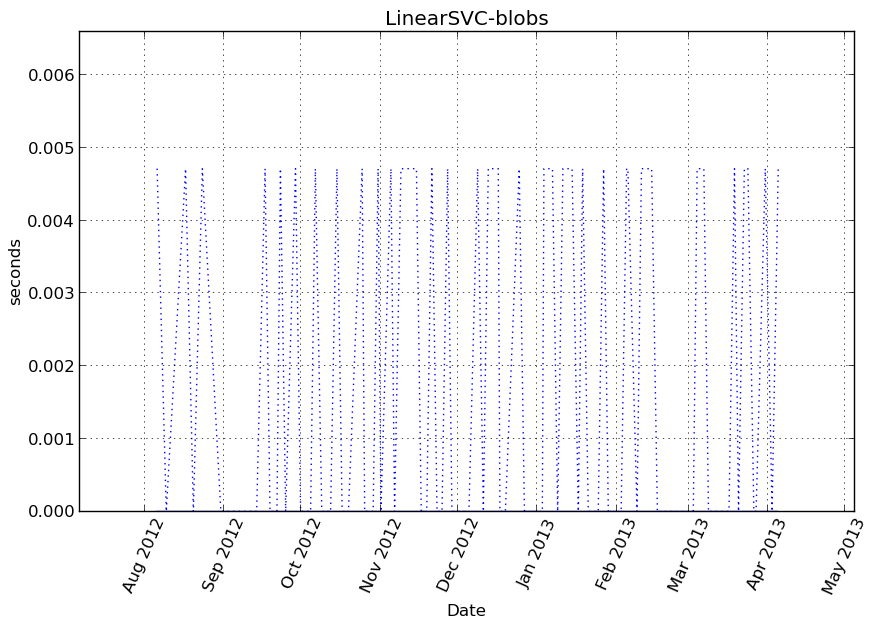 LinearSVC-blobs
0.006
0.005
0.004
0.003
0.002
0.001
0.000
seconds
Aug 2012
Sep 2012
Oct 2012
Nov 2012
Dec 2012
Jan 2013
Feb 2013
Mar 2013
Apr 2013
May 2013
Date